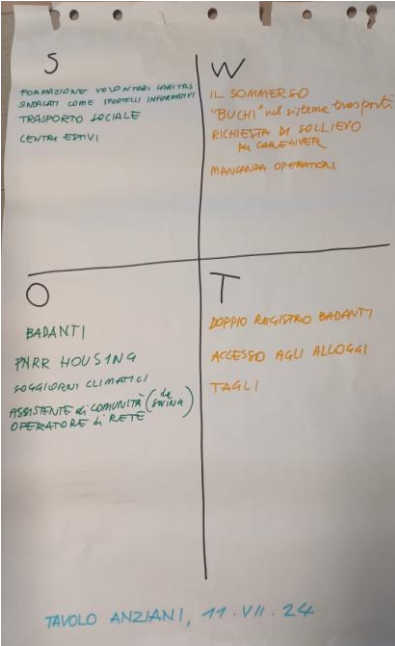 S
FORMAZIONE VOLONTARI CARITAS
SINDACATI COME SPORTELLI INFORMATIVI
TRASPORTO SOCIALE
CENTRI ESTIVI
W
IL SOMMERSO
"BUCHI" nel sistema trasporti
RICHIESTA DI SOLLIEVO
per CAREGIVER
MANCANZA OPERATORI
O
BADANTI
PNRR HOUSING
SOGGIORNI CLIMATICI
ASSISTENTE di COMUNITÀ (da
OPERATORE di RETE
T
DOPPIO REGISTRO BADANTI
ACCESSO AGLI ALLOGGI
TAGLI
TAVOLO ANZIANI, 11.VII.24